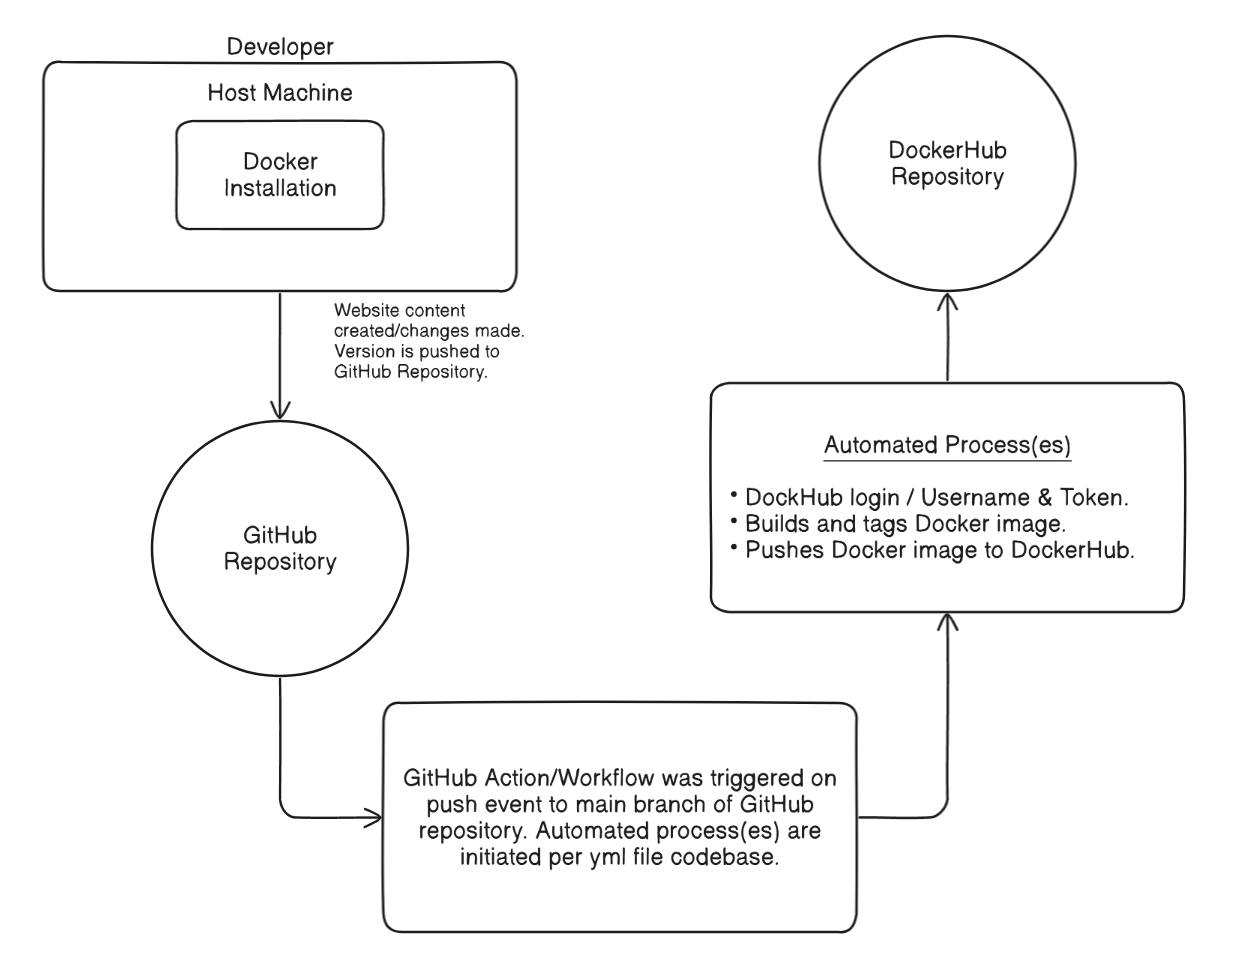 Developer
Host Machine
Docker
Installation
Website content
created/changes made.
Version is pushed to
GitHub Repository.
GitHub
Repository
GitHub Action/Workflow was triggered on
push event to main branch of GitHub
repository. Automated process(es) are
initiated per yml file codebase.
Automated Process(es)
• DockHub login / Username & Token.
• Builds and tags Docker image.
• Pushes Docker image to DockerHub.
DockerHub
Repository